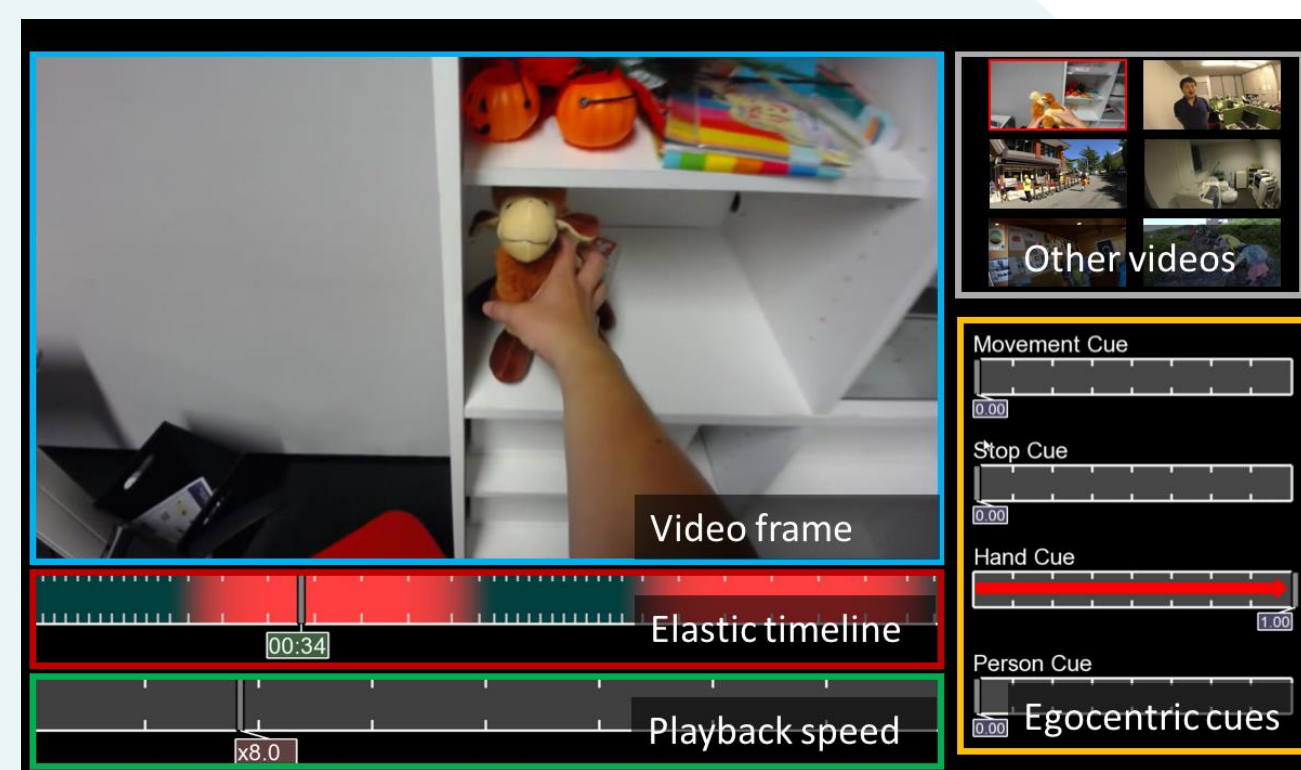 Other videos
Video frame
Elastic timeline
00:34
Playback speed
x8.0
Movement Cue
0.00
Stop Cue
0.00
Hand Cue
1.00
Person Cue
0.00
Egocentric cues